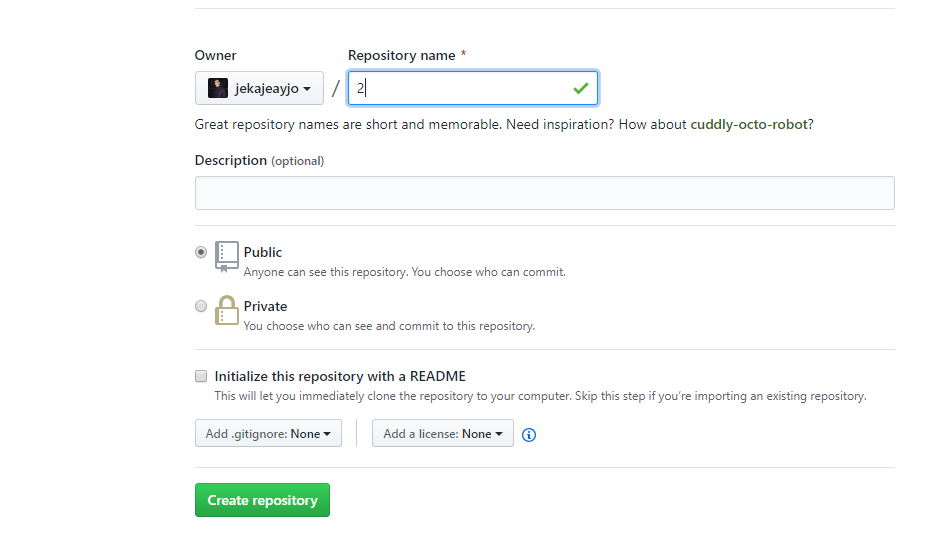 Owner Repository name *
jekajeayjo / 2
Great repository names are short and memorable. Need inspiration? How about cuddly-octo-robot?
Description (optional)
Public
Anyone can see this repository. You choose who can commit.
Private
You choose who can see and commit to this repository.
Initialize this repository with a README
This will let you immediately clone the repository to your computer. Skip this step if you're importing an existing repository.
Add .gitignore: None Add a license: None
Create repository